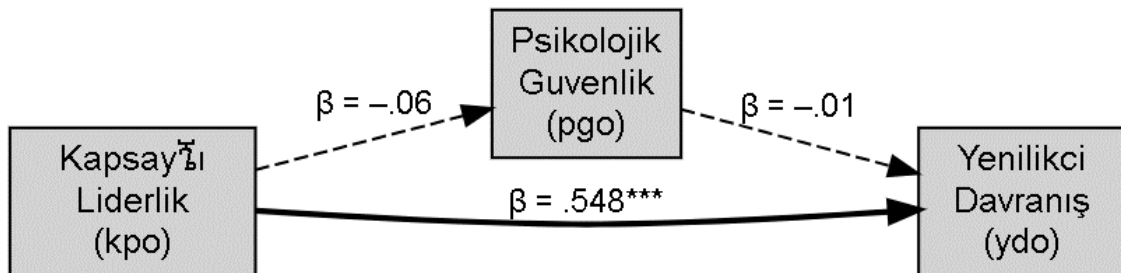 Psikolojik
Guvenlik
(pgo)
β = –.06
β = –.01
Liderlik
(kpo)
β = .548***
Yenilikci
Davranış
(ydo)